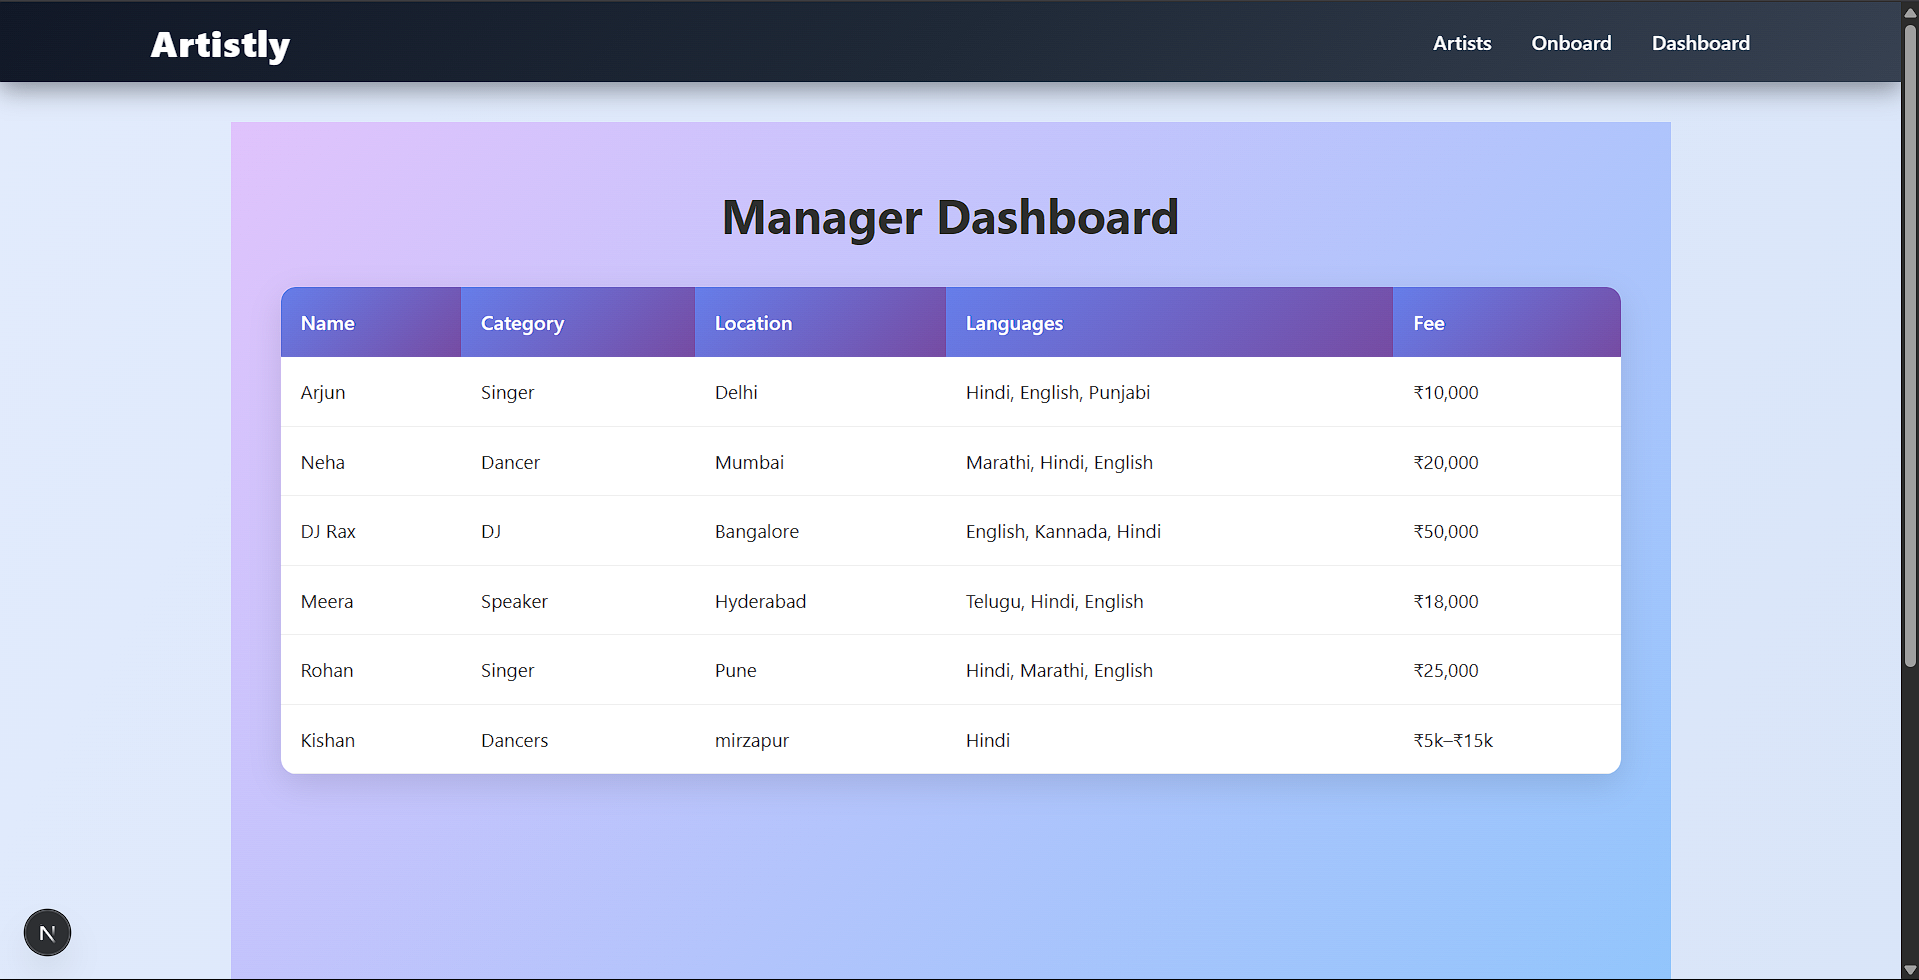 Artistly Artists Onboard Dashboard
Manager Dashboard
Name Category Location Languages Fee
Arjun Singer Delhi Hindi, English, Punjabi ₹10,000
Neha Dancer Mumbai Marathi, Hindi, English ₹20,000
DJ Rax DJ Bangalore English, Kannada, Hindi ₹50,000
Meera Speaker Hyderabad Telugu, Hindi, English ₹18,000
Rohan Singer Pune Hindi, Marathi, English ₹25,000
Kishan Dancers mirzapur Hindi ₹5k–₹15k
N